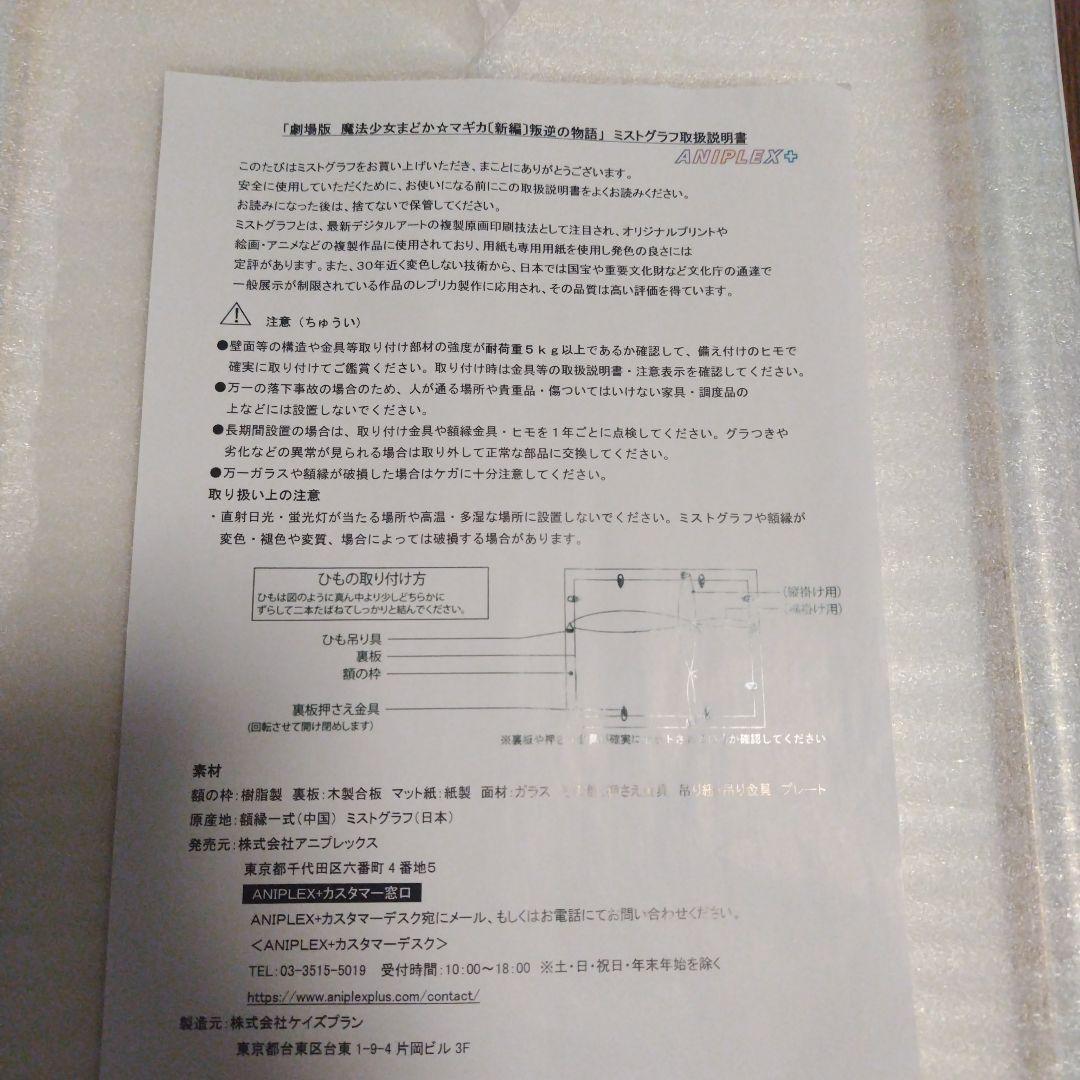 「劇場版 魔法少女まどか☆マギカ〔新編〕叛逆の物語」 ミストグラフ取扱説明書
ANIPLEX+
このたびはミストグラフをお買い上げいただき、まことにありがとうございます。
安全に使用していただくために、お使いになる前にこの取扱説明書をよくお読みください。
お読みになった後は、捨てないで保管してください。
ミストグラフとは、最新デジタルアートの複製原画印刷技法として注目され、オリジナルプリントや
絵画・アニメなどの複製作品に使用されており、用紙も専用用紙を使用し発色の良さには
定評があります。また、30年近く変色しない技術から、日本では国宝や重要文化財など文化庁の通達で
一般展示が制限されている作品のレプリカ製作に応用され、その品質は高い評価を得ています。
注意（ちゅうい）
●壁面等の構造や金具等取り付け部材の強度が耐荷重5kg以上であるか確認して、備え付けのヒモで
確実に取り付けてご鑑賞ください。取り付け時は金具等の取扱説明書・注意表示を確認してください。
●万一の落下事故の場合のため、人が通る場所や貴重品・傷ついてはいけない家具・調度品の
上などには設置しないでください。
●長期間設置の場合は、取り付け金具や額縁金具・ヒモを1年ごとに点検してください。グラつきや
劣化などの異常が見られる場合は取り外して正常な部品に交換してください。
●万一ガラスや額縁が破損した場合はケガに十分注意してください。
取り扱い上の注意
・直射日光・蛍光灯が当たる場所や高温・多湿な場所に設置しないでください。ミストグラフや額縁が
変色・褪色や変質、場合によっては破損する場合があります。
ひもの取り付け方
ひもは図のように真ん中より少しどちらかに
ずらして二本たばねてしっかりと結んでください。
(縦掛け用)
掛け用)
ひも吊り具
裏板
額の枠
裏板押さえ金具
(回転させて開け閉めします)
※裏板や押さ 確実に か確認してください
素材
額の枠:樹脂製 裏板:木製合板 マット紙:紙製 面材:ガラス 押さえ金具 吊り紐 吊り金具 プレート
原産地:額縁一式(中国) ミストグラフ(日本)
発売元:株式会社アニプレックス
東京都千代田区六番町4番地5
ANIPLEX+カスタマー窓口
ANIPLEX+カスタマーデスク宛にメール、もしくはお電話にてお問い合わせください。
＜ANIPLEX+カスタマーデスク＞
TEL:03-3515-5019 受付時間:10:00～18:00 ※土・日・祝日・年末年始を除く
https://www.aniplexplus.com/contact/
製造元:株式会社ケイズプラン
東京都台東区台東1-9-4片岡ビル3F